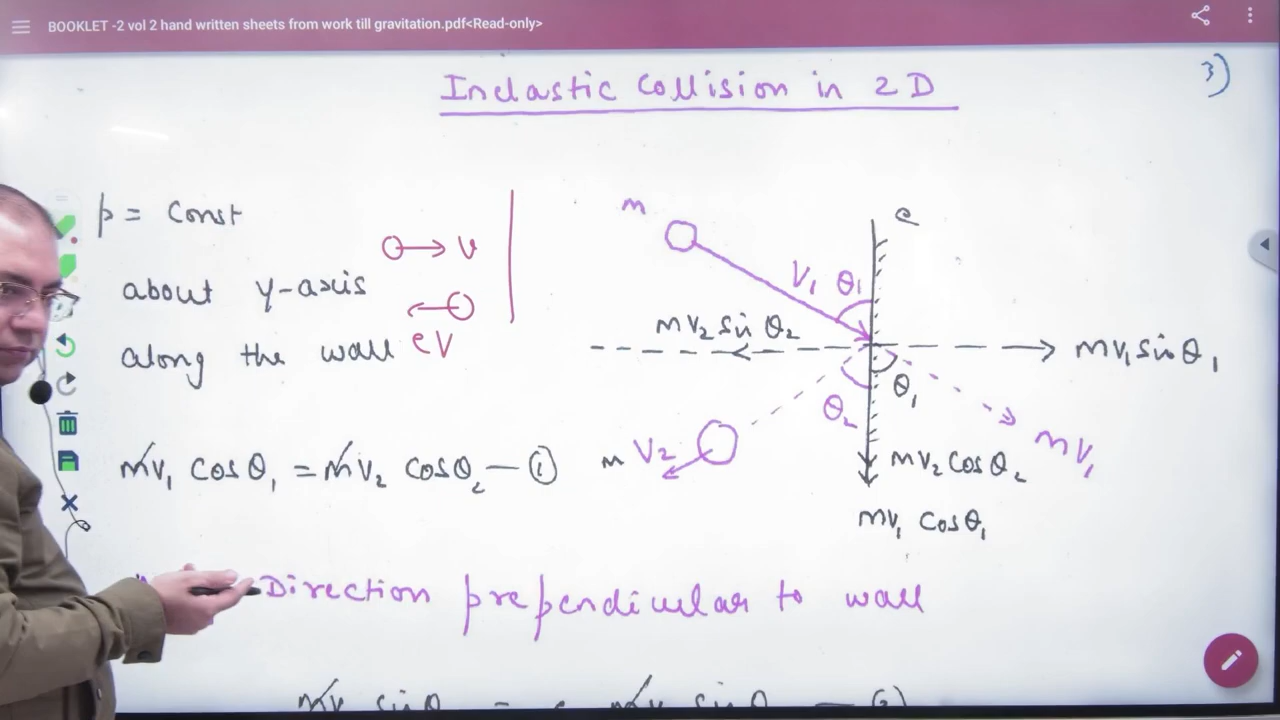 BOOKLET -2 vol 2 hand written sheets from work till gravitation.pdf<Read-only>
Inelastic Collision in 2D
3)
p = Const
about y-axis
along the wall
v
eV
m
e
V₁ θ₁
mv₂ sin θ₂
mv₁ sin θ₁
θ₁
θ₂
mv₁
m V₂
mv₂ cos θ₂
mv₁ cos θ₁
mv₁ cos θ₁ = mv₂ cos θ₂ — ①
Direction prependicular to wall